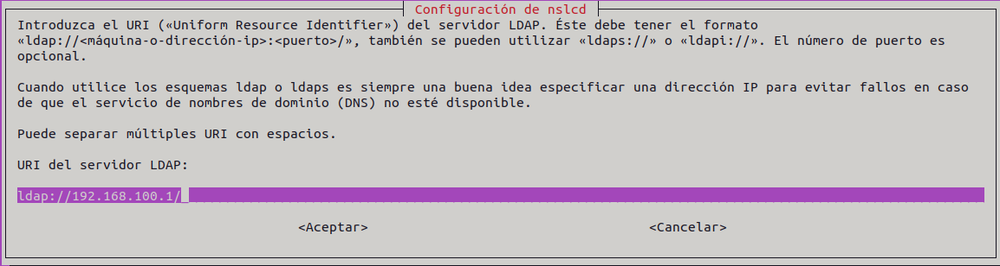 Configuración de nslcd
Introduzca el URI («Uniform Resource Identifier») del servidor LDAP. Éste debe tener el formato
«ldap://<máquina-o-dirección-ip>:<puerto>/», también se pueden utilizar «ldaps://» o «ldapi://». El número de puerto es
opcional.
Cuando utilice los esquemas ldap o ldaps es siempre una buena idea especificar una dirección IP para evitar fallos en caso
de que el servicio de nombres de dominio (DNS) no esté disponible.
Puede separar múltiples URI con espacios.
URI del servidor LDAP:
ldap://192.168.100.1/
<Aceptar> <Cancelar>